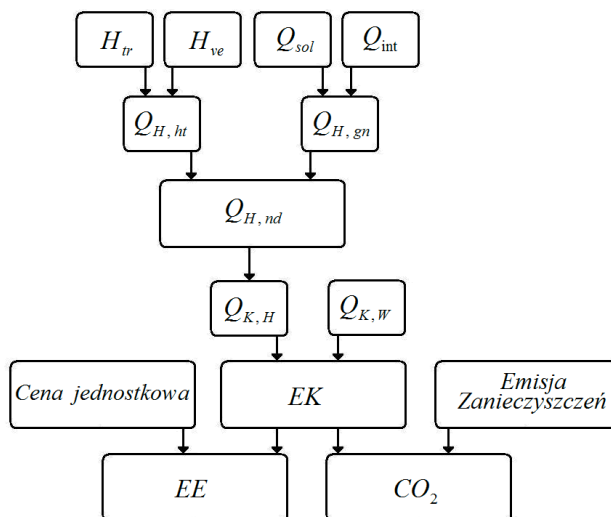 H_tr H_ve Q_sol Q_int
Q_H,ht Q_H,gn
Q_H,nd
Q_K,H Q_K,W
Cena jednostkowa EK Emisja
Zanieczyszczeń
EE CO_2